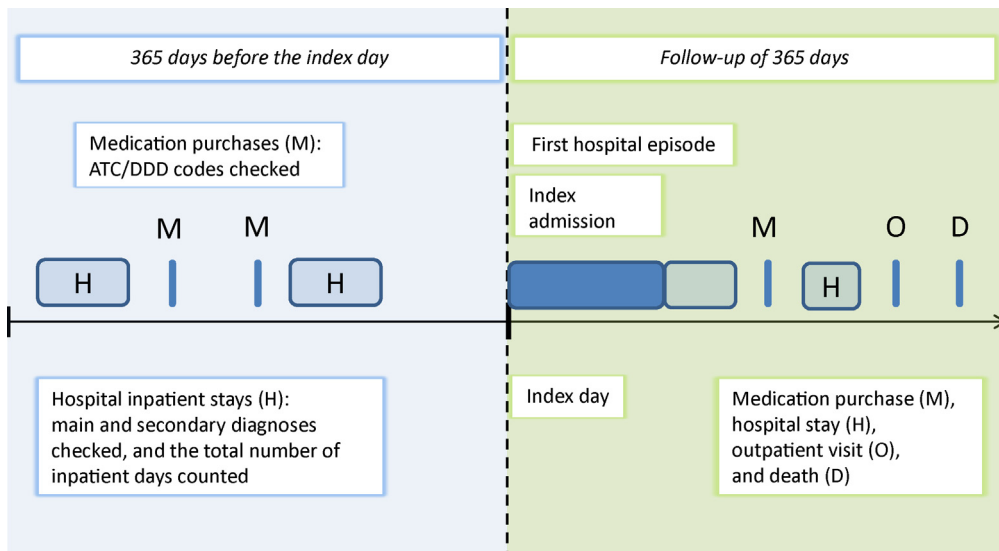 365 days before the index day
Follow-up of 365 days
Medication purchases (M):
ATC/DDD codes checked
First hospital episode
Index
admission
M
M
M
O
D
H
H
H
Hospital inpatient stays (H):
main and secondary diagnoses
checked, and the total number of
inpatient days counted
Index day
Medication purchase (M),
hospital stay (H),
outpatient visit (O),
and death (D)